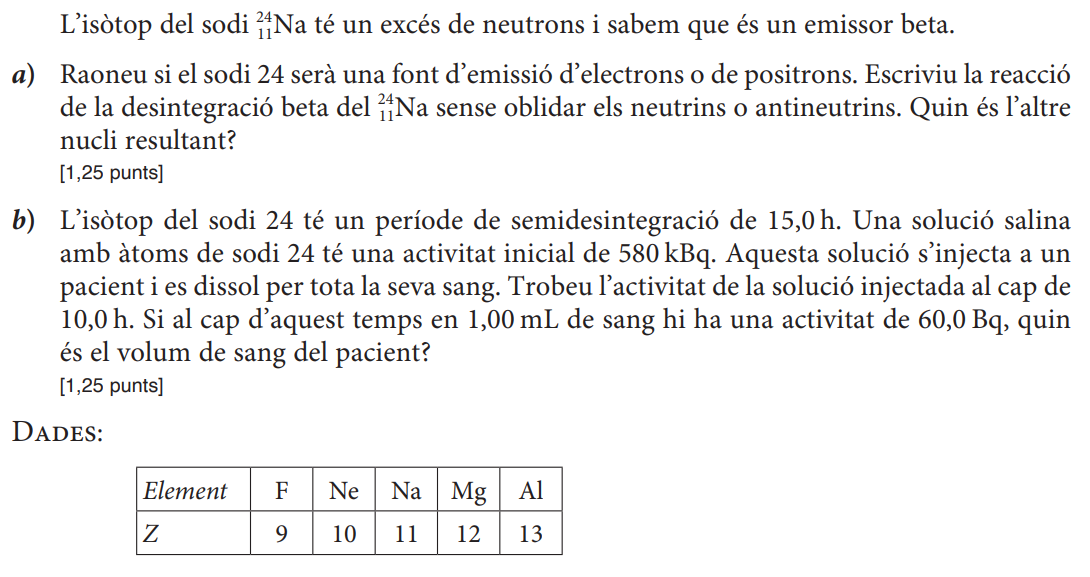 L’isòtop del sodi ²⁴₁₁Na té un excés de neutrons i sabem que és un emissor beta.
a) Raoneu si el sodi 24 serà una font d’emissió d’electrons o de positrons. Escriviu la reacció
de la desintegració beta del ²⁴₁₁Na sense oblidar els neutrins o antineutrins. Quin és l’altre
nucli resultant?
[1,25 punts]
b) L’isòtop del sodi 24 té un període de semidesintegració de 15,0 h. Una solució salina
amb àtoms de sodi 24 té una activitat inicial de 580 kBq. Aquesta solució s’injecta a un
pacient i es dissol per tota la seva sang. Trobeu l’activitat de la solució injectada al cap de
10,0 h. Si al cap d’aquest temps en 1,00 mL de sang hi ha una activitat de 60,0 Bq, quin
és el volum de sang del pacient?
[1,25 punts]
DADES:
Element F Ne Na Mg Al
Z 9 10 11 12 13